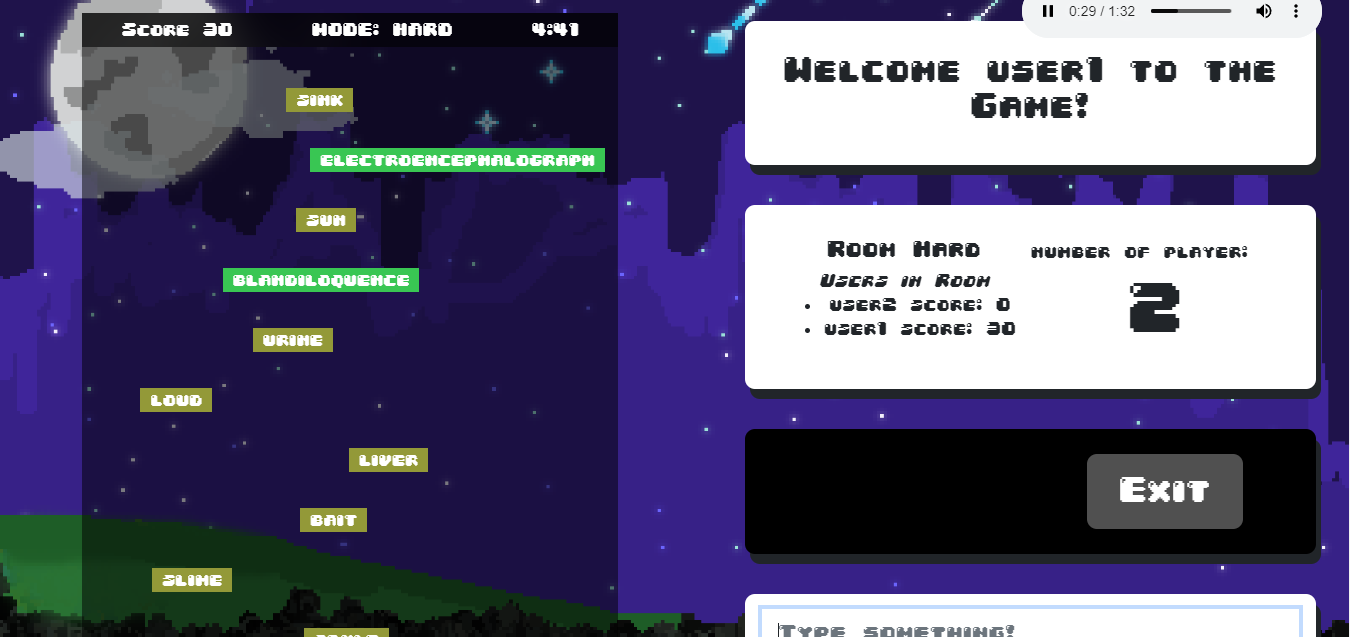 Score 30 MODE: HARD 4:41
SINK
ELECTROENCEPHALOGRAPH
SUM
BLANDILOQUENCE
URINE
LOUD
LIVER
BAIT
SLIME
0:29 / 1:32
Welcome user1 to the
Game!
Room Hard
Users in Room
• user2 score: 0
• user1 score: 30
number of player:
2
Exit
Type something!